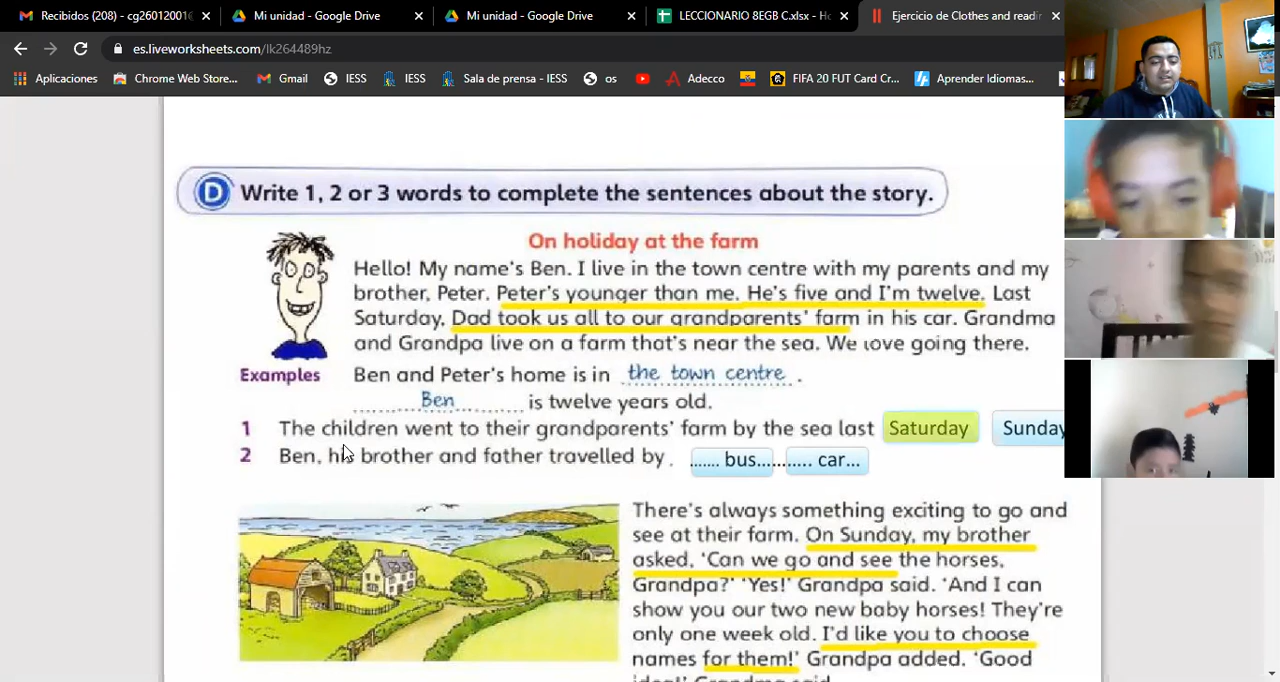 Recibidos (208) - cg26012001@
Mi unidad - Google Drive
Mi unidad - Google Drive
LECCIONARIO 8EGB C.xlsx - Ho
Ejercicio de Clothes and readin
es.liveworksheets.com/lk264489hz
Aplicaciones
Chrome Web Store...
Gmail
IESS
IESS
Sala de prensa - IESS
os
Adecco
FIFA 20 FUT Card Cr...
Aprender Idiomas...
D Write 1, 2 or 3 words to complete the sentences about the story.
On holiday at the farm
Hello! My name's Ben. I live in the town centre with my parents and my
brother, Peter. Peter's younger than me. He's five and I'm twelve. Last
Saturday, Dad took us all to our grandparents' farm in his car. Grandma
and Grandpa live on a farm that's near the sea. We love going there.
Examples Ben and Peter's home is in the town centre .
Ben is twelve years old.
1 The children went to their grandparents' farm by the sea last Saturday Sunday
2 Ben, his brother and father travelled by . ....... bus...... ..... car...
There's always something exciting to go and
see at their farm. On Sunday, my brother
asked, 'Can we go and see the horses,
Grandpa?' 'Yes!' Grandpa said. 'And I can
show you our two new baby horses! They're
only one week old. I'd like you to choose
names for them!' Grandpa added. 'Good
idea!' Grandma said.